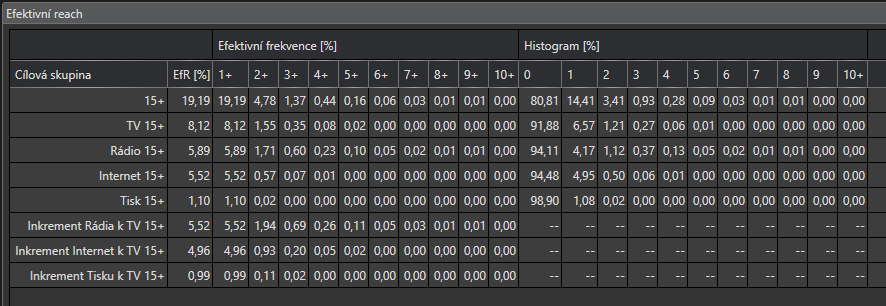 Efektivní reach
Efektivní frekvence [%] Histogram [%]
Cílová skupina EfR [%] 1+ 2+ 3+ 4+ 5+ 6+ 7+ 8+ 9+ 10+ 0 1 2 3 4 5 6 7 8 9 10+
15+ 19,19 19,19 4,78 1,37 0,44 0,16 0,06 0,03 0,01 0,01 0,00 80,81 14,41 3,41 0,93 0,28 0,09 0,03 0,01 0,01 0,00 0,00
TV 15+ 8,12 8,12 1,55 0,35 0,08 0,02 0,00 0,00 0,00 0,00 0,00 91,88 6,57 1,21 0,27 0,06 0,01 0,00 0,00 0,00 0,00 0,00
Rádio 15+ 5,89 5,89 1,71 0,60 0,23 0,10 0,05 0,02 0,01 0,01 0,00 94,11 4,17 1,12 0,37 0,13 0,05 0,02 0,01 0,01 0,00 0,00
Internet 15+ 5,52 5,52 0,57 0,07 0,01 0,00 0,00 0,00 0,00 0,00 0,00 94,48 4,95 0,50 0,06 0,01 0,00 0,00 0,00 0,00 0,00 0,00
Tisk 15+ 1,10 1,10 0,02 0,00 0,00 0,00 0,00 0,00 0,00 0,00 0,00 98,90 1,08 0,02 0,00 0,00 0,00 0,00 0,00 0,00 0,00 0,00
Inkrement Rádia k TV 15+ 5,52 5,52 1,94 0,69 0,26 0,11 0,05 0,03 0,01 0,01 0,00 -- -- -- -- -- -- -- -- -- -- --
Inkrement Internet k TV 15+ 4,96 4,96 0,93 0,20 0,05 0,02 0,00 0,00 0,00 0,00 0,00 -- -- -- -- -- -- -- -- -- -- --
Inkrement Tisku k TV 15+ 0,99 0,99 0,11 0,02 0,00 0,00 0,00 0,00 0,00 0,00 0,00 -- -- -- -- -- -- -- -- -- -- --